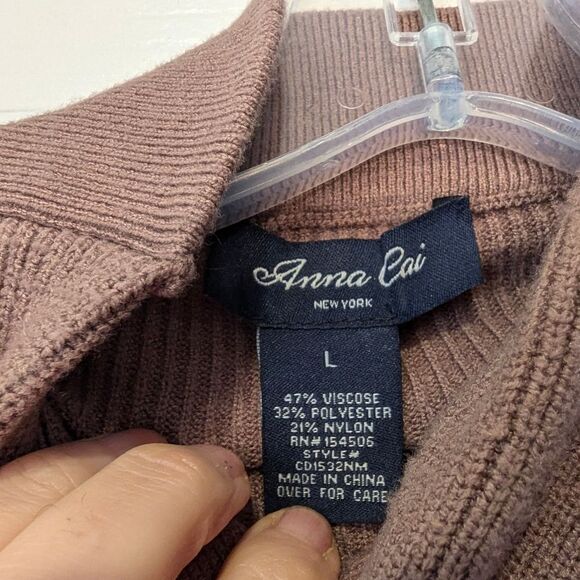 Anna Cai
NEW YORK
L
47% VISCOSE
32% POLYESTER
21% NYLON
RN# 154506
STYLE#
CD1532NM
MADE IN CHINA
OVER FOR CARE